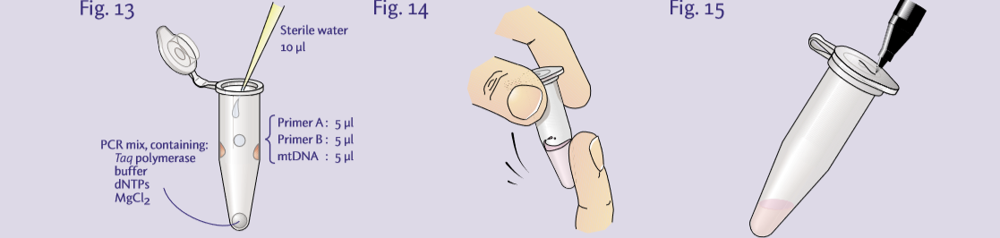 Fig. 13
Sterile water
10 µl
Primer A : 5 µl
Primer B : 5 µl
mtDNA : 5 µl
PCR mix, containing:
Taq polymerase
buffer
dNTPs
MgCl2
Fig. 14
Fig. 15